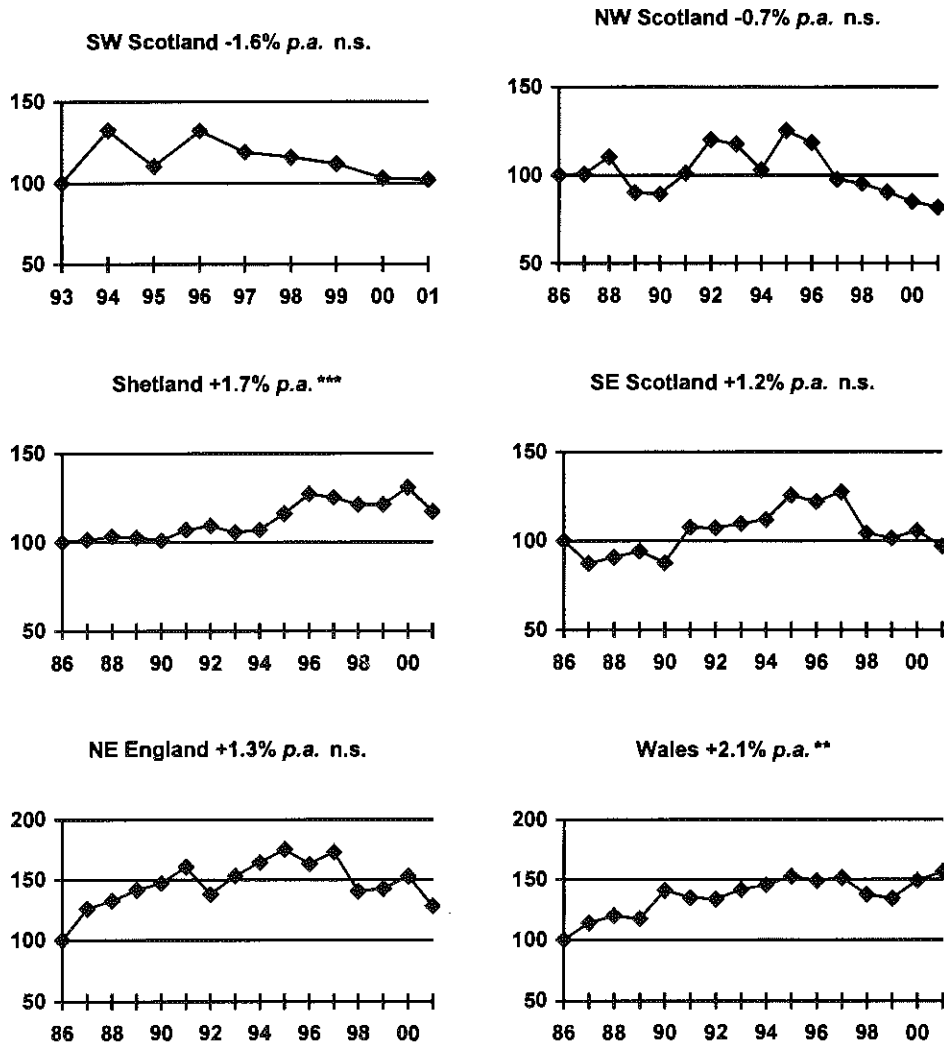 SW Scotland -1.6% p.a. n.s.
150
100
50
93 94 95 96 97 98 99 00 01
NW Scotland -0.7% p.a. n.s.
150
100
50
86 88 90 92 94 96 98 00
Shetland +1.7% p.a. ***
150
100
50
86 88 90 92 94 96 98 00
SE Scotland +1.2% p.a. n.s.
150
100
50
86 88 90 92 94 96 98 00
NE England +1.3% p.a. n.s.
200
150
100
50
86 88 90 92 94 96 98 00
Wales +2.1% p.a. **
200
150
100
50
86 88 90 92 94 96 98 00